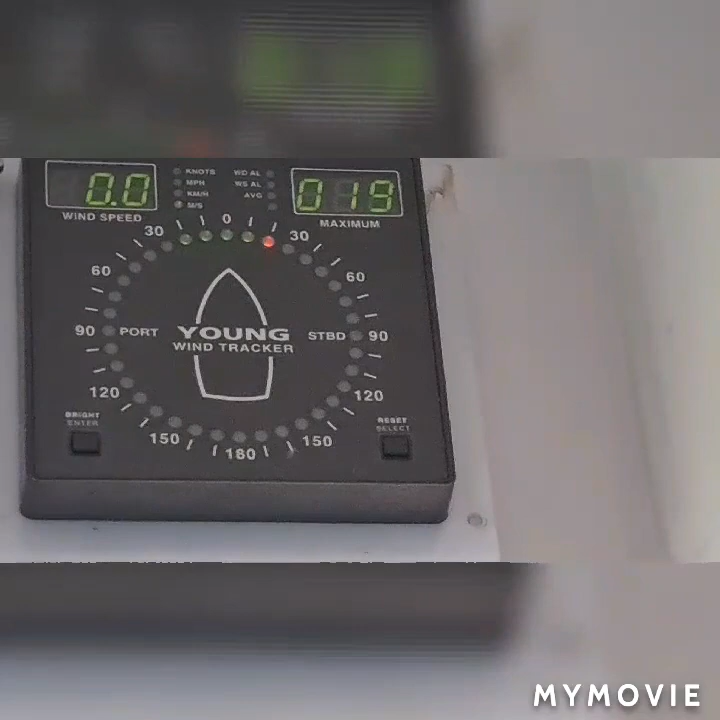 0.0
WIND SPEED
KNOTS
MPH
KM/H
M/S
WD AL
WS AL
AVG
019
MAXIMUM
30 0 30
60 60
90 PORT YOUNG STBD 90
WIND TRACKER
120 120
BRIGHT
ENTER
RESET
SELECT
150 180 150
MYMOVIE